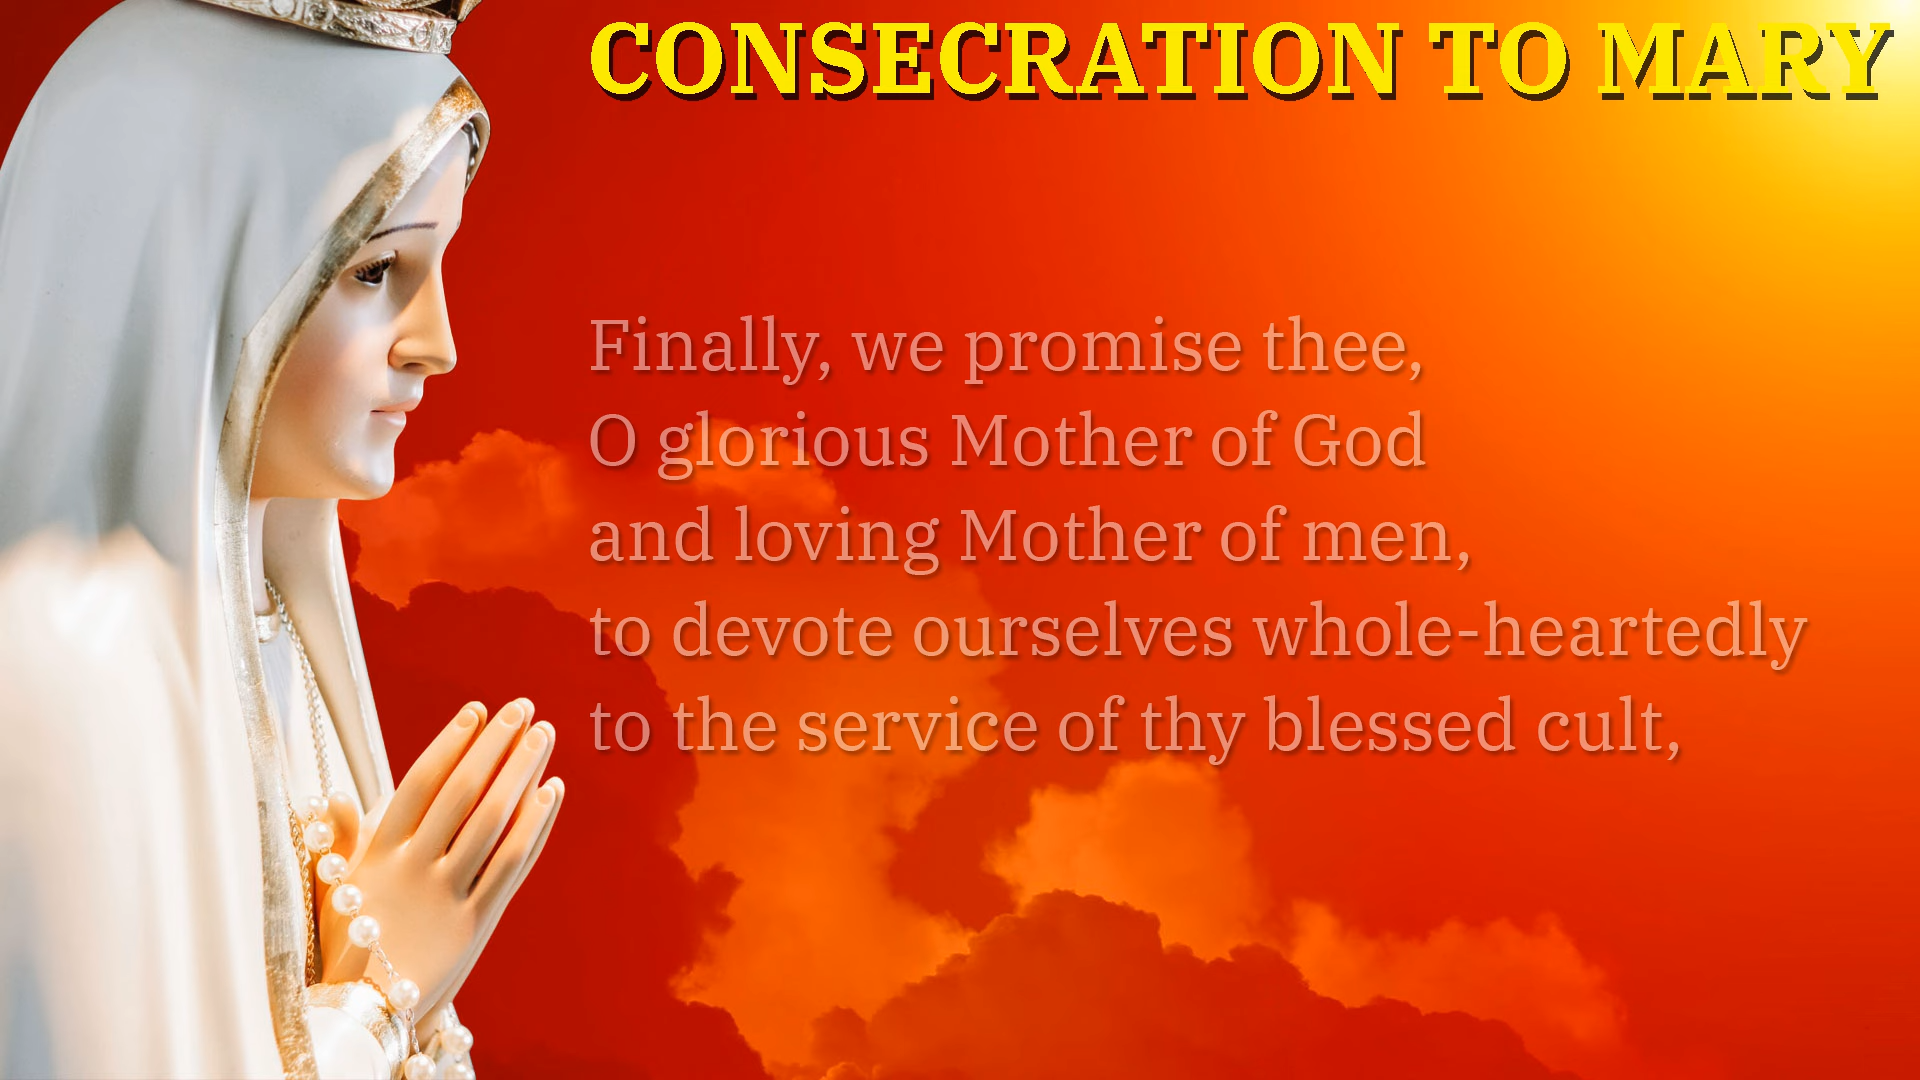 CONSECRATION TO MARY
Finally, we promise thee,
O glorious Mother of God
and loving Mother of men,
to devote ourselves whole-heartedly
to the service of thy blessed cult,